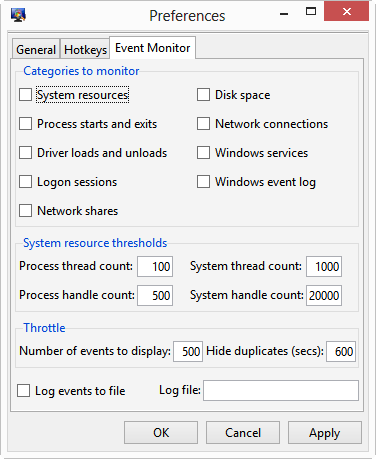 Preferences
General Hotkeys Event Monitor
Categories to monitor
System resources Disk space
Process starts and exits Network connections
Driver loads and unloads Windows services
Logon sessions Windows event log
Network shares
System resource thresholds
Process thread count: 100 System thread count: 1000
Process handle count: 500 System handle count: 20000
Throttle
Number of events to display: 500 Hide duplicates (secs): 600
Log events to file Log file:
OK Cancel Apply